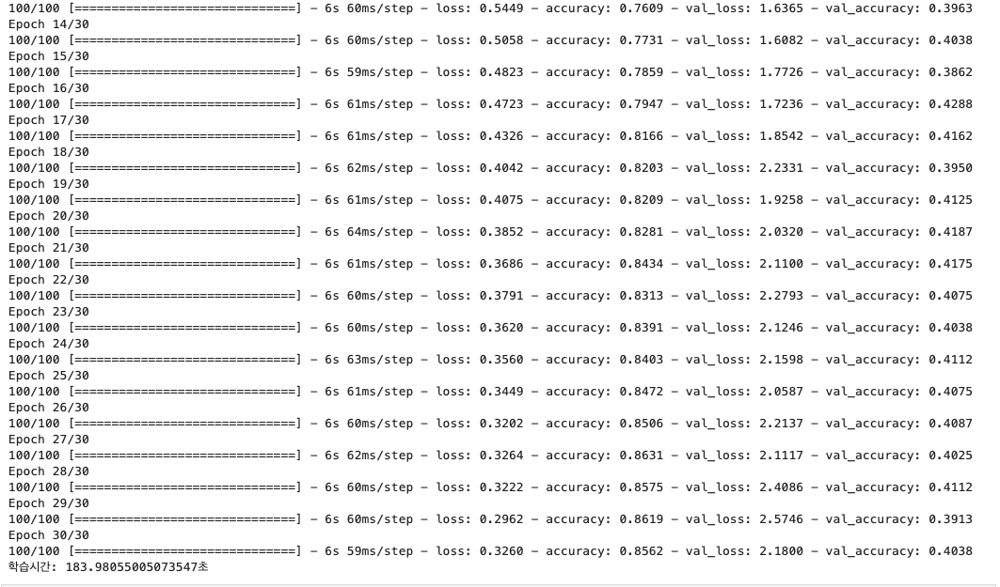 100/100 [==============================] - 6s 60ms/step - loss: 0.5449 - accuracy: 0.7609 - val_loss: 1.6365 - val_accuracy: 0.3963
Epoch 14/30
100/100 [==============================] - 6s 60ms/step - loss: 0.5058 - accuracy: 0.7731 - val_loss: 1.6082 - val_accuracy: 0.4038
Epoch 15/30
100/100 [==============================] - 6s 59ms/step - loss: 0.4823 - accuracy: 0.7859 - val_loss: 1.7726 - val_accuracy: 0.3862
Epoch 16/30
100/100 [==============================] - 6s 61ms/step - loss: 0.4723 - accuracy: 0.7947 - val_loss: 1.7236 - val_accuracy: 0.4288
Epoch 17/30
100/100 [==============================] - 6s 61ms/step - loss: 0.4326 - accuracy: 0.8166 - val_loss: 1.8542 - val_accuracy: 0.4162
Epoch 18/30
100/100 [==============================] - 6s 62ms/step - loss: 0.4042 - accuracy: 0.8203 - val_loss: 2.2331 - val_accuracy: 0.3950
Epoch 19/30
100/100 [==============================] - 6s 61ms/step - loss: 0.4075 - accuracy: 0.8209 - val_loss: 1.9258 - val_accuracy: 0.4125
Epoch 20/30
100/100 [==============================] - 6s 64ms/step - loss: 0.3852 - accuracy: 0.8281 - val_loss: 2.0320 - val_accuracy: 0.4187
Epoch 21/30
100/100 [==============================] - 6s 61ms/step - loss: 0.3686 - accuracy: 0.8434 - val_loss: 2.1100 - val_accuracy: 0.4175
Epoch 22/30
100/100 [==============================] - 6s 60ms/step - loss: 0.3791 - accuracy: 0.8313 - val_loss: 2.2793 - val_accuracy: 0.4075
Epoch 23/30
100/100 [==============================] - 6s 60ms/step - loss: 0.3620 - accuracy: 0.8391 - val_loss: 2.1246 - val_accuracy: 0.4038
Epoch 24/30
100/100 [==============================] - 6s 63ms/step - loss: 0.3560 - accuracy: 0.8403 - val_loss: 2.1598 - val_accuracy: 0.4112
Epoch 25/30
100/100 [==============================] - 6s 61ms/step - loss: 0.3449 - accuracy: 0.8472 - val_loss: 2.0587 - val_accuracy: 0.4075
Epoch 26/30
100/100 [==============================] - 6s 60ms/step - loss: 0.3202 - accuracy: 0.8506 - val_loss: 2.2137 - val_accuracy: 0.4087
Epoch 27/30
100/100 [==============================] - 6s 62ms/step - loss: 0.3264 - accuracy: 0.8631 - val_loss: 2.1117 - val_accuracy: 0.4025
Epoch 28/30
100/100 [==============================] - 6s 60ms/step - loss: 0.3222 - accuracy: 0.8575 - val_loss: 2.4086 - val_accuracy: 0.4112
Epoch 29/30
100/100 [==============================] - 6s 60ms/step - loss: 0.2962 - accuracy: 0.8619 - val_loss: 2.5746 - val_accuracy: 0.3913
Epoch 30/30
100/100 [==============================] - 6s 59ms/step - loss: 0.3260 - accuracy: 0.8562 - val_loss: 2.1800 - val_accuracy: 0.4038
학습시간: 183.98055005073547초